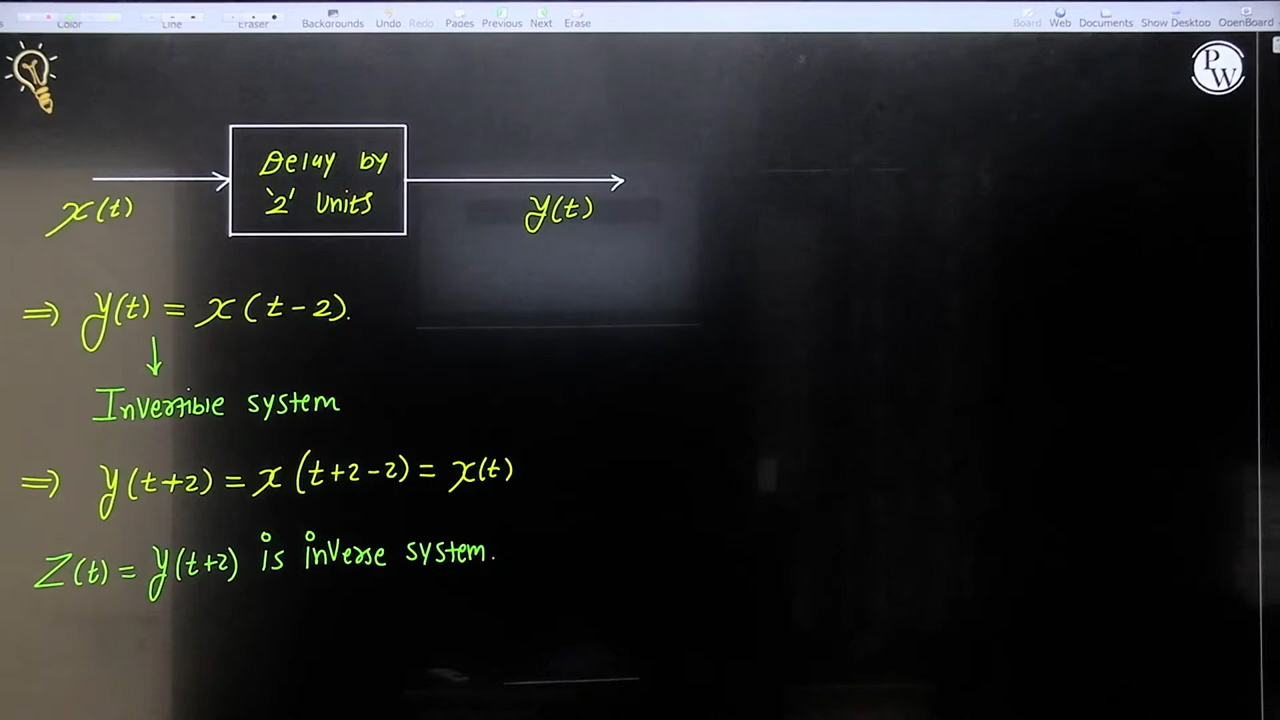 Color Line Eraser Backgrounds Undo Redo Pages Previous Next Erase Board Web Documents Show Desktop OpenBoard
PW
Delay by
'2' Units
x(t)
y(t)
⇒ y(t) = x(t-2).
↓
Invertible system
⇒ y(t+2) = x(t+2-2) = x(t)
Z(t) = y(t+2) is inverse system.